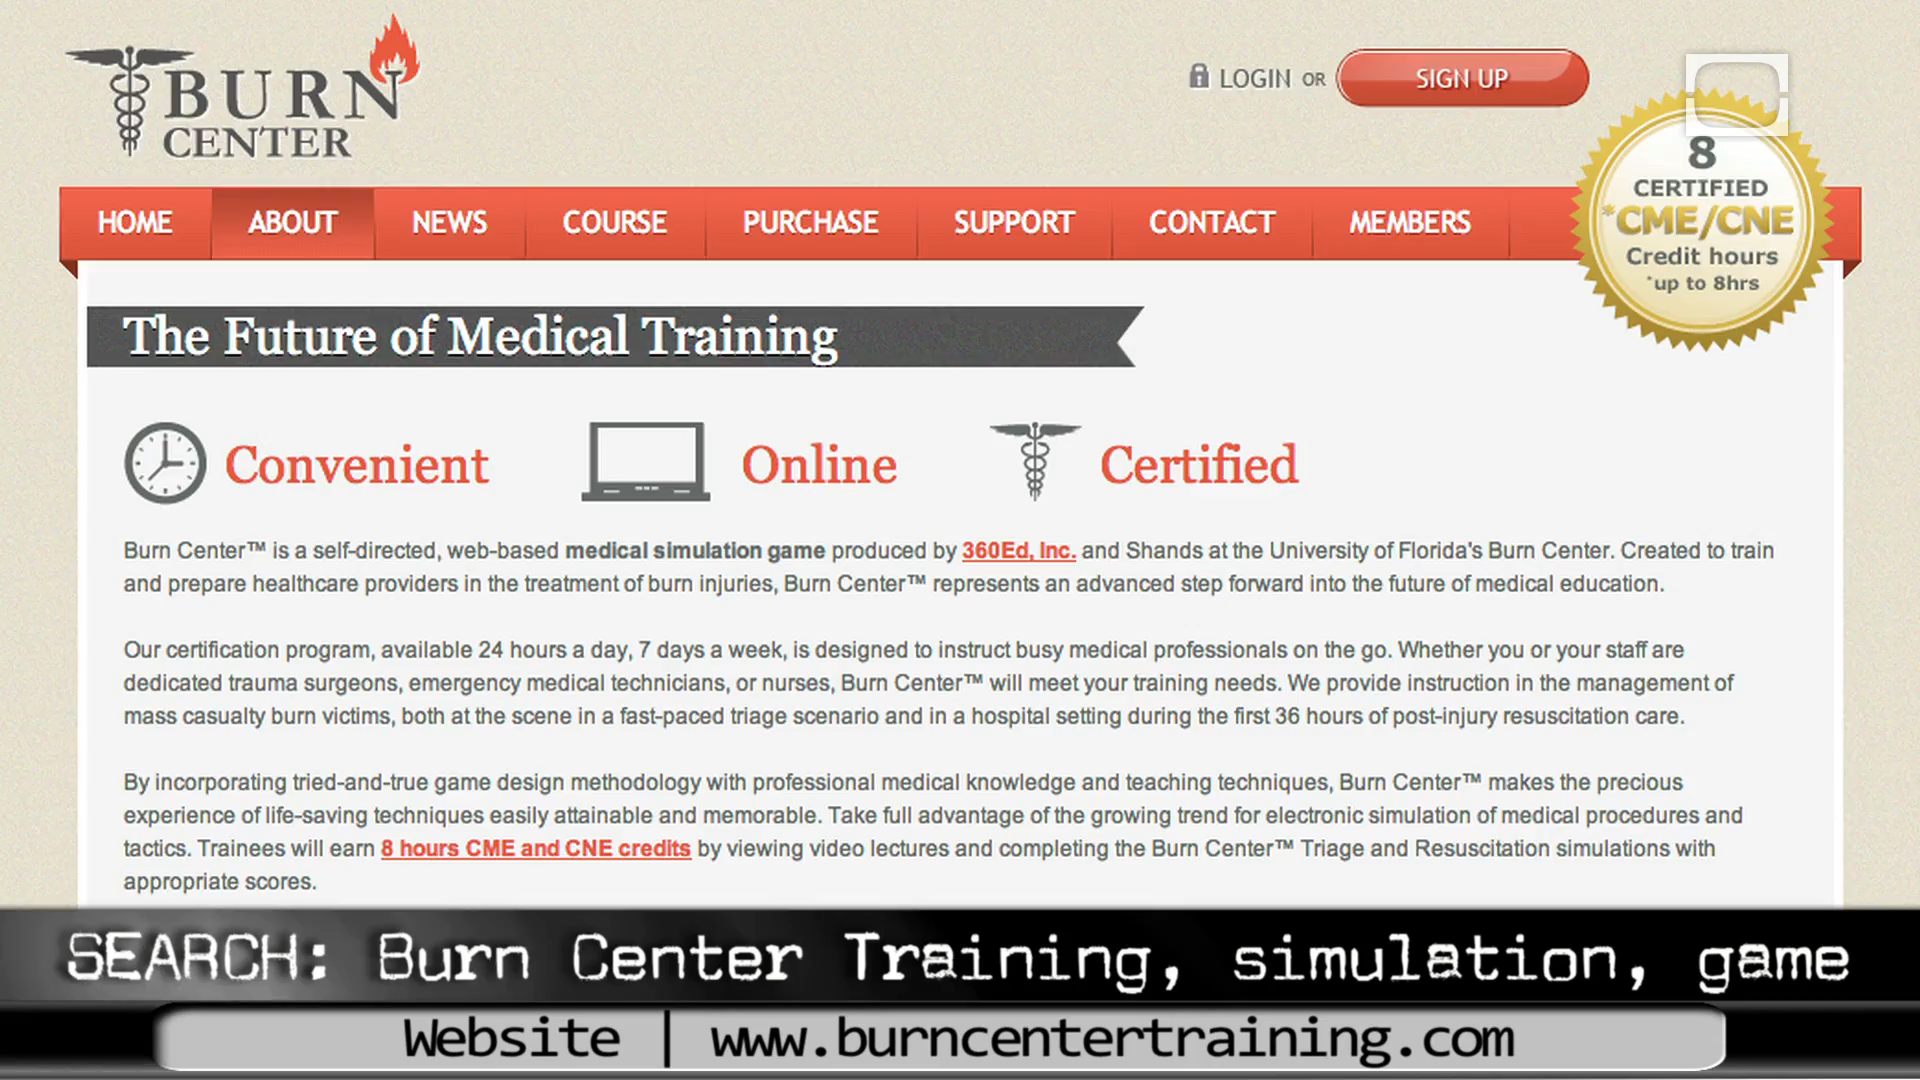 BURN
CENTER
LOGIN OR
SIGN UP
8
CERTIFIED
*CME/CNE
Credit hours
*up to 8hrs
HOME ABOUT NEWS COURSE PURCHASE SUPPORT CONTACT MEMBERS
The Future of Medical Training
Convenient Online Certified
Burn Center™ is a self-directed, web-based medical simulation game produced by 360Ed, Inc. and Shands at the University of Florida's Burn Center. Created to train
and prepare healthcare providers in the treatment of burn injuries, Burn Center™ represents an advanced step forward into the future of medical education.
Our certification program, available 24 hours a day, 7 days a week, is designed to instruct busy medical professionals on the go. Whether you or your staff are
dedicated trauma surgeons, emergency medical technicians, or nurses, Burn Center™ will meet your training needs. We provide instruction in the management of
mass casualty burn victims, both at the scene in a fast-paced triage scenario and in a hospital setting during the first 36 hours of post-injury resuscitation care.
By incorporating tried-and-true game design methodology with professional medical knowledge and teaching techniques, Burn Center™ makes the precious
experience of life-saving techniques easily attainable and memorable. Take full advantage of the growing trend for electronic simulation of medical procedures and
tactics. Trainees will earn 8 hours CME and CNE credits by viewing video lectures and completing the Burn Center™ Triage and Resuscitation simulations with
appropriate scores.
SEARCH: Burn Center Training, simulation, game
Website | www.burncentertraining.com